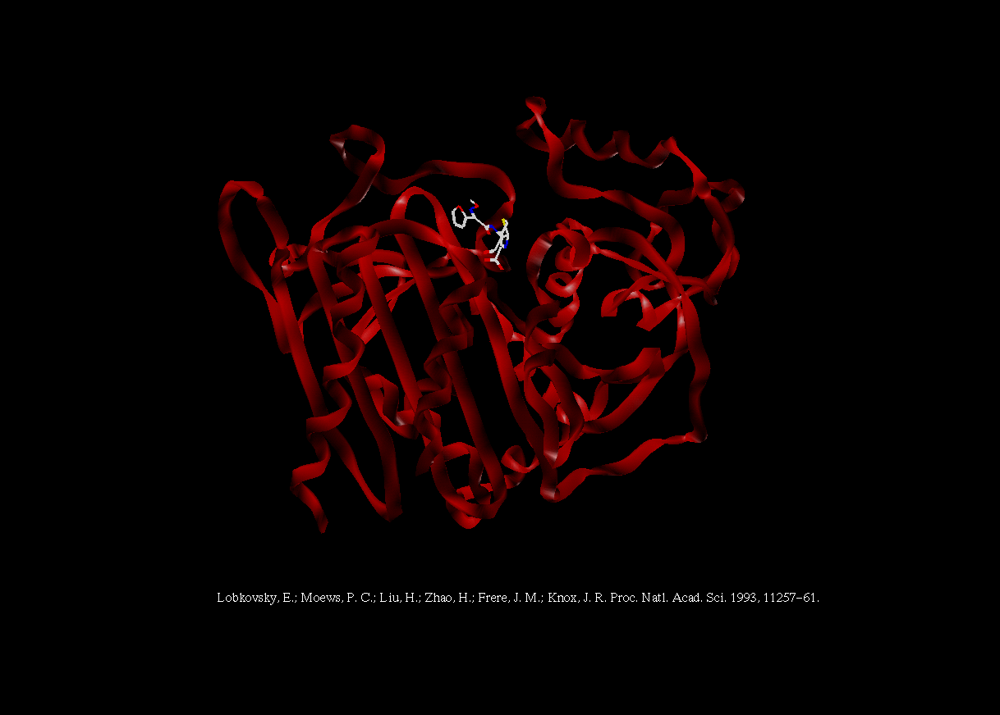 Lobkovsky, E.; Moews, P. C.; Liu, H.; Zhao, H.; Frere, J. M.; Knox, J. R. Proc. Natl. Acad. Sci. 1993, 11257–61.